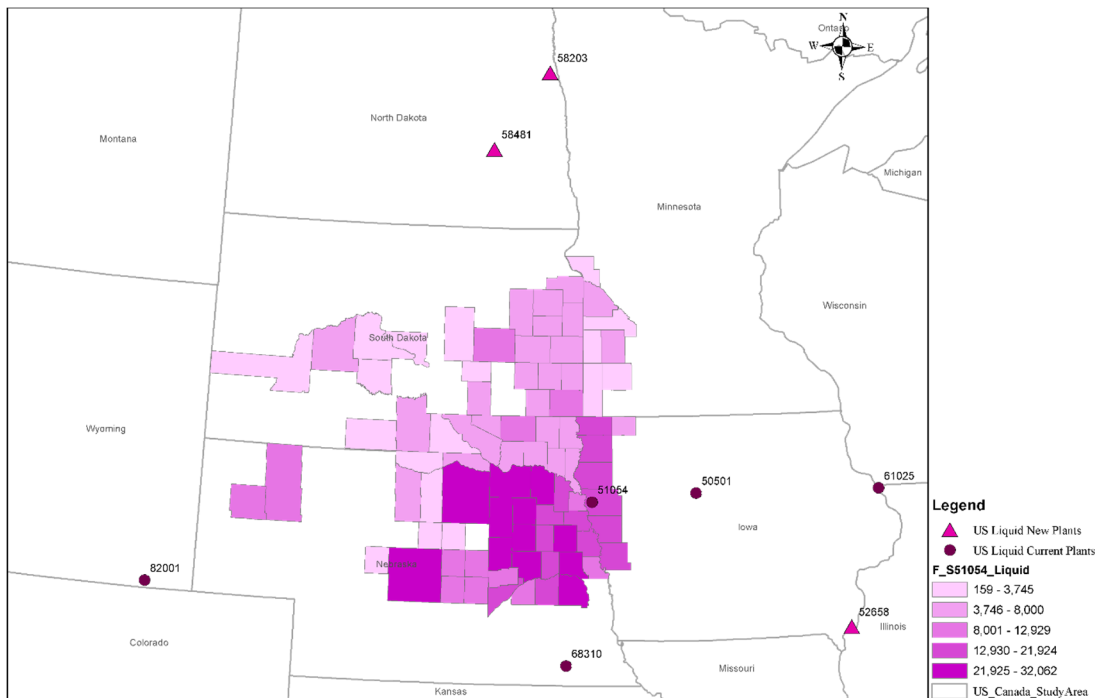 Ontario
N
W E
S
58203
North Dakota
Montana
58481
Michigan
Minnesota
Wisconsin
South Dakota
Wyoming
61025
50501
51054
Iowa
82001
Nebraska
52658
Illinois
Colorado
68310
Missouri
Kansas
Legend
US Liquid New Plants
US Liquid Current Plants
F_S51054_Liquid
159 - 3,745
3,746 - 8,000
8,001 - 12,929
12,930 - 21,924
21,925 - 32,062
US_Canada_StudyArea